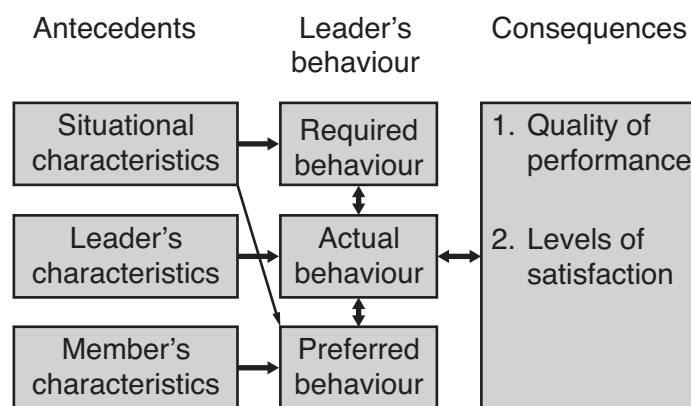 Antecedents
Leader's
behaviour
Consequences
Situational
characteristics
Required
behaviour
1. Quality of
performance
Leader's
characteristics
Actual
behaviour
2. Levels of
satisfaction
Member's
characteristics
Preferred
behaviour